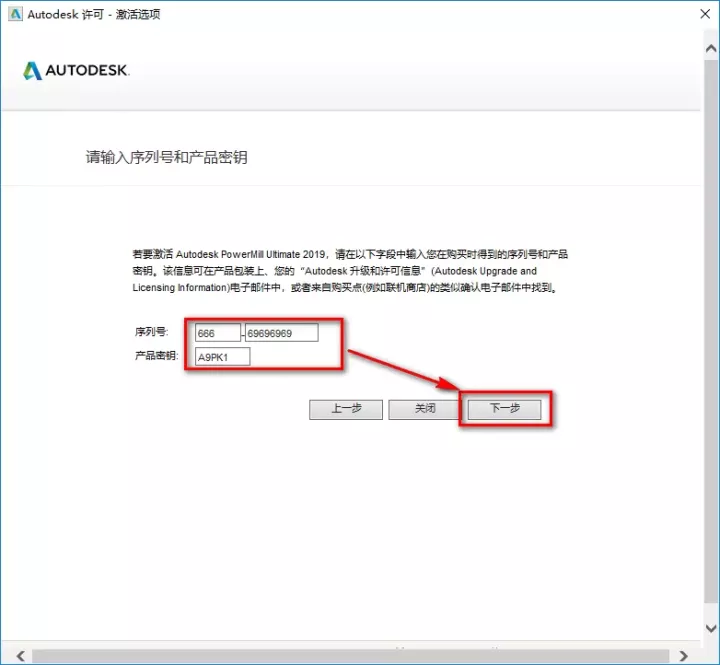 Autodesk 许可 - 激活选项
AUTODESK.
请输入序列号和产品密钥
若要激活 Autodesk PowerMill Ultimate 2019，请在以下字段中输入您在购买时得到的序列号和产品
密钥。该信息可在产品包装上、您的“Autodesk 升级和许可信息”(Autodesk Upgrade and
Licensing Information)电子邮件中，或者来自购买点(例如联机商店)的类似确认电子邮件中找到。
序列号: 666 - 69696969
产品密钥: A9PK1
上一步 关闭 下一步